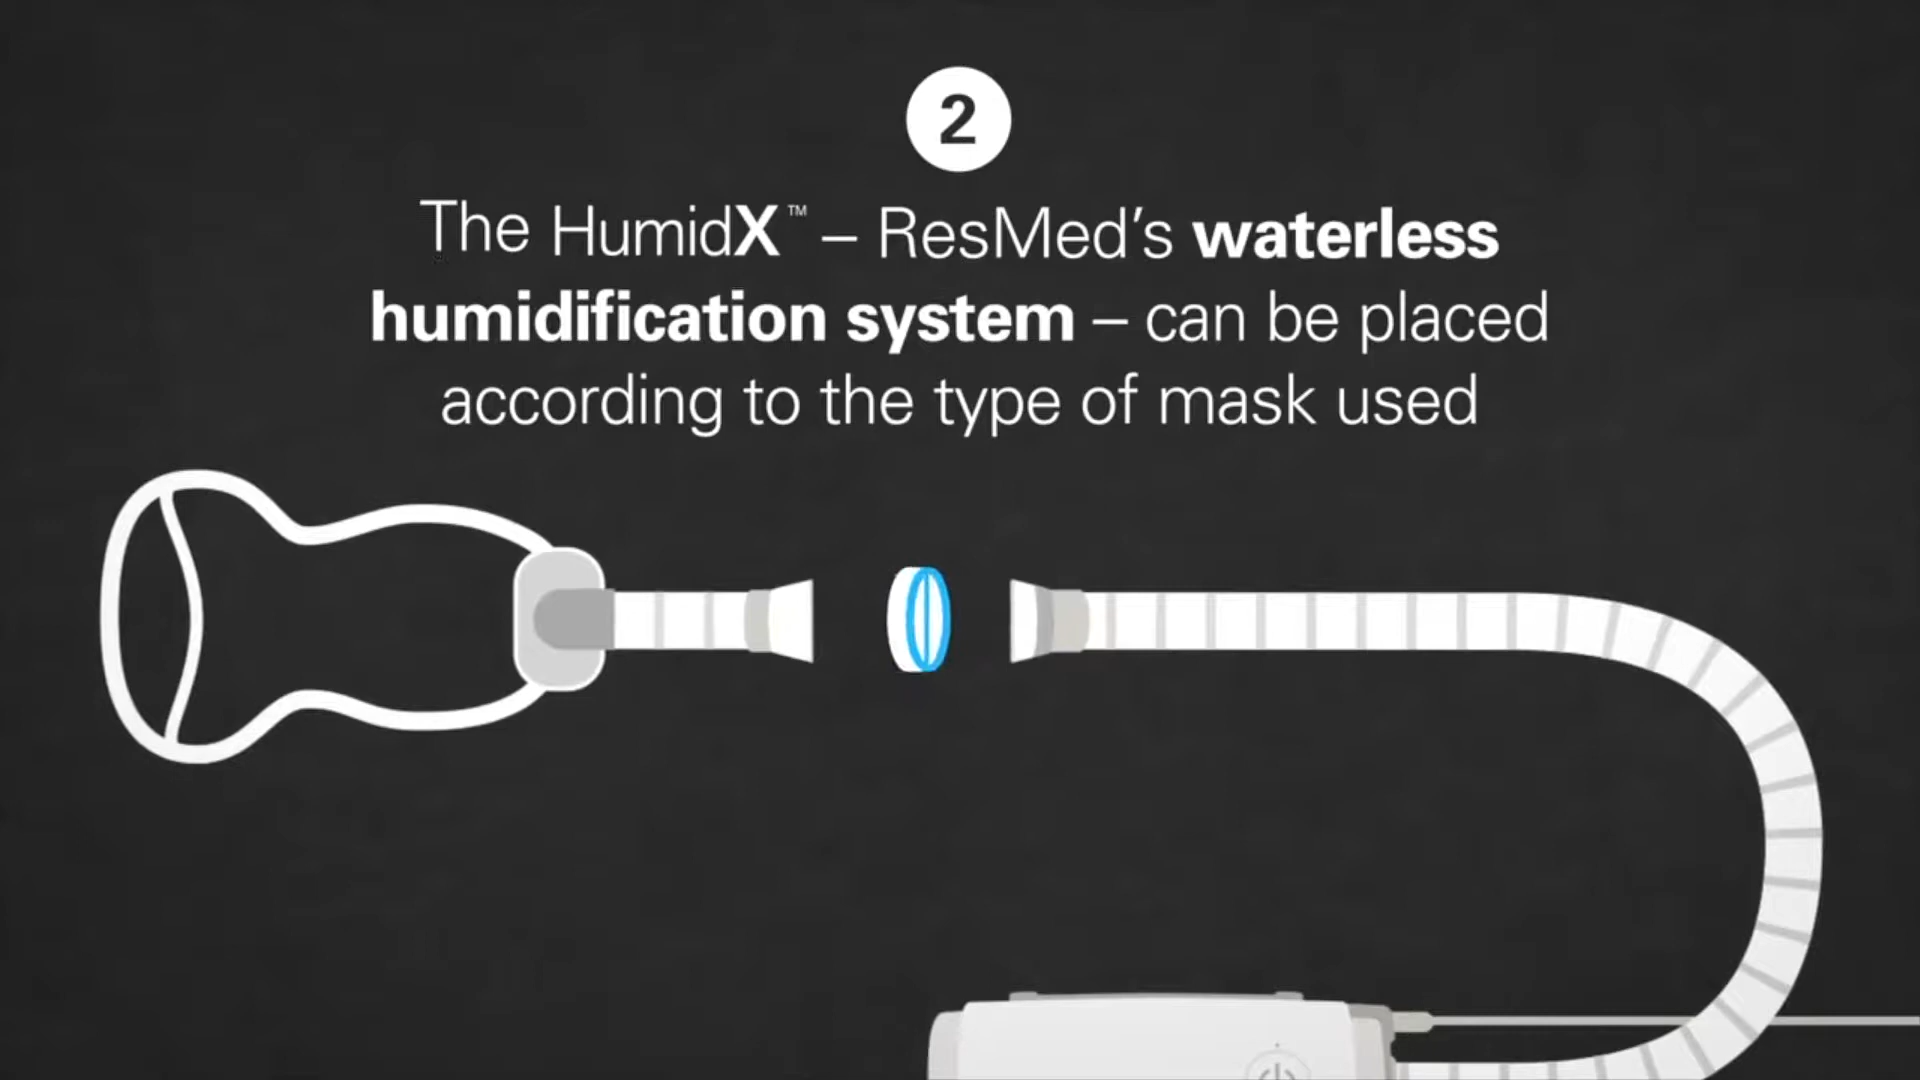 2
The HumidX™ – ResMed’s waterless
humidification system – can be placed
according to the type of mask used